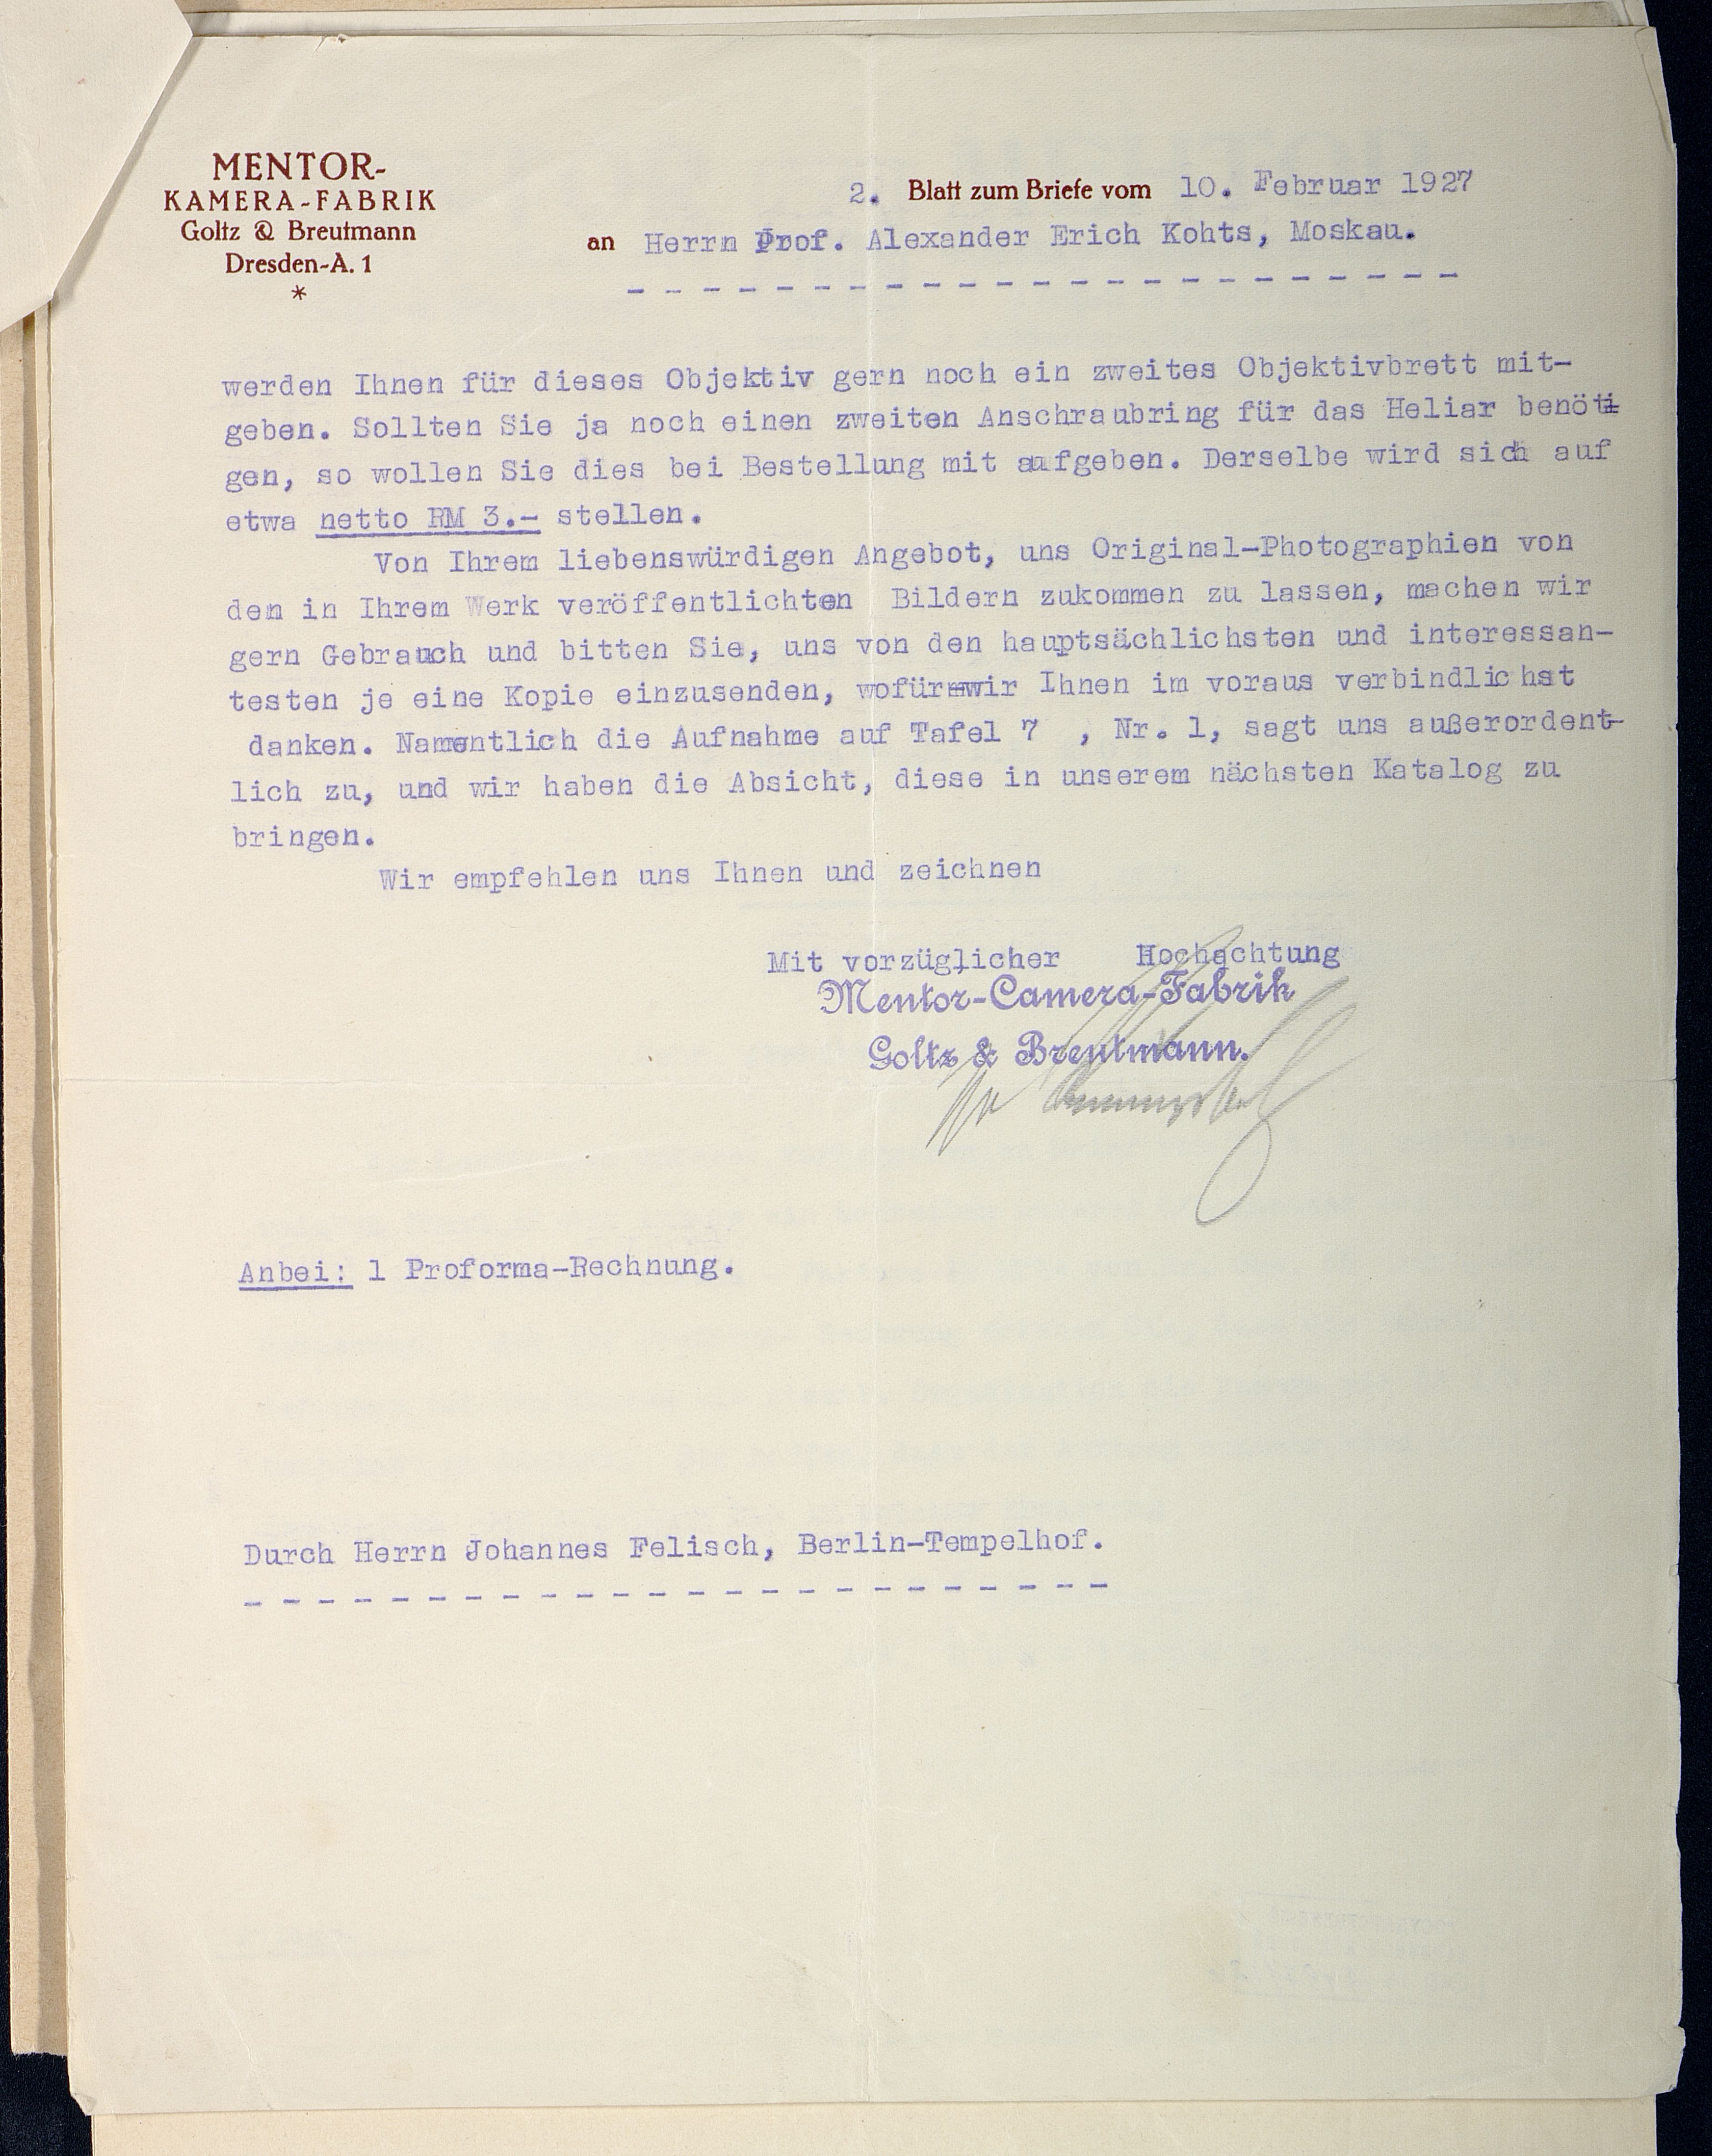 MENTOR-
KAMERA-FABRIK
Goltz & Breutmann
Dresden-A. 1
*
2. Blatt zum Briefe vom 10. Februar 1927
an Herrn Prof. Alexander Erich Kohts, Moskau.
werden Ihnen für dieses Objektiv gern noch ein zweites Objektivbrett mit-
geben. Sollten Sie ja noch einen zweiten Anschraubring für das Heliar benöti-
gen, so wollen Sie dies bei Bestellung mit aufgeben. Derselbe wird sich auf
etwa netto RM 3.- stellen.
Von Ihrem liebenswürdigen Angebot, uns Original-Photographien von
den in Ihrem Werk veröffentlichten Bildern zukommen zu lassen, machen wir
gern Gebrauch und bitten Sie, uns von den hauptsächlichsten und interessan-
testen je eine Kopie einzusenden, wofür wir Ihnen im voraus verbindlichst
danken. Namentlich die Aufnahme auf Tafel 7 , Nr. 1, sagt uns außerordent-
lich zu, und wir haben die Absicht, diese in unserem nächsten Katalog zu
bringen.
Wir empfehlen uns Ihnen und zeichnen
Mit vorzüglicher Hochachtung
Mentor-Camera-Fabrik
Goltz & Breutmann.
Anbei: 1 Proforma-Rechnung.
Durch Herrn Johannes Felisch, Berlin-Tempelhof.